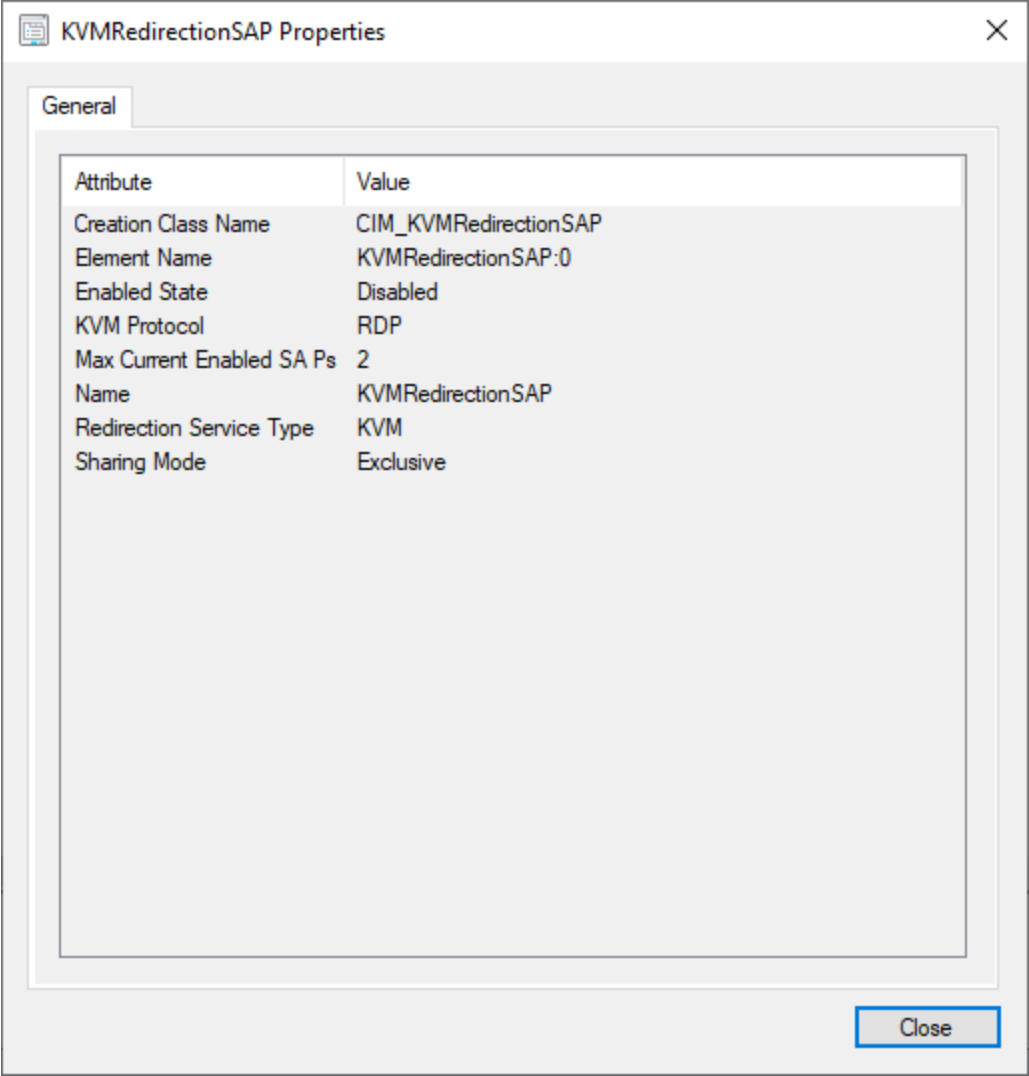 KVMRedirectionSAP Properties
General
Attribute Value
Creation Class Name CIM_KVMRedirectionSAP
Element Name KVMRedirectionSAP:0
Enabled State Disabled
KVM Protocol RDP
Max Current Enabled SA Ps 2
Name KVMRedirectionSAP
Redirection Service Type KVM
Sharing Mode Exclusive
Close